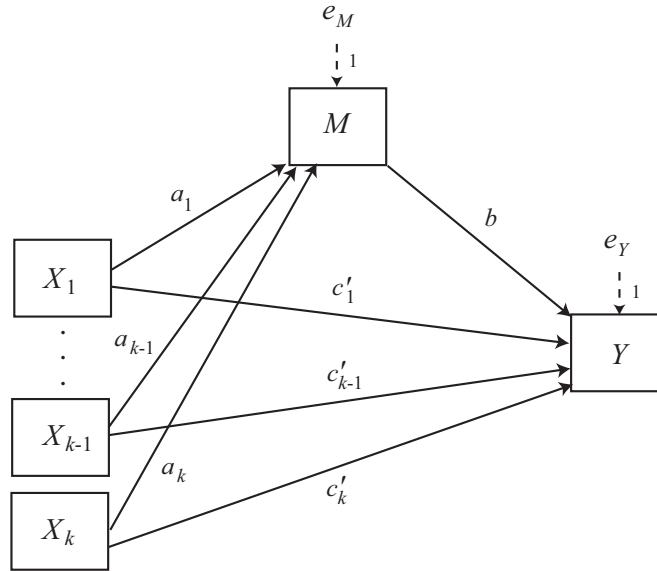 e_M
1
M
a_1
b
e_Y
1
X_1
c'_1
Y
a_{k-1}
c'_{k-1}
X_{k-1}
a_k
c'_k
X_k